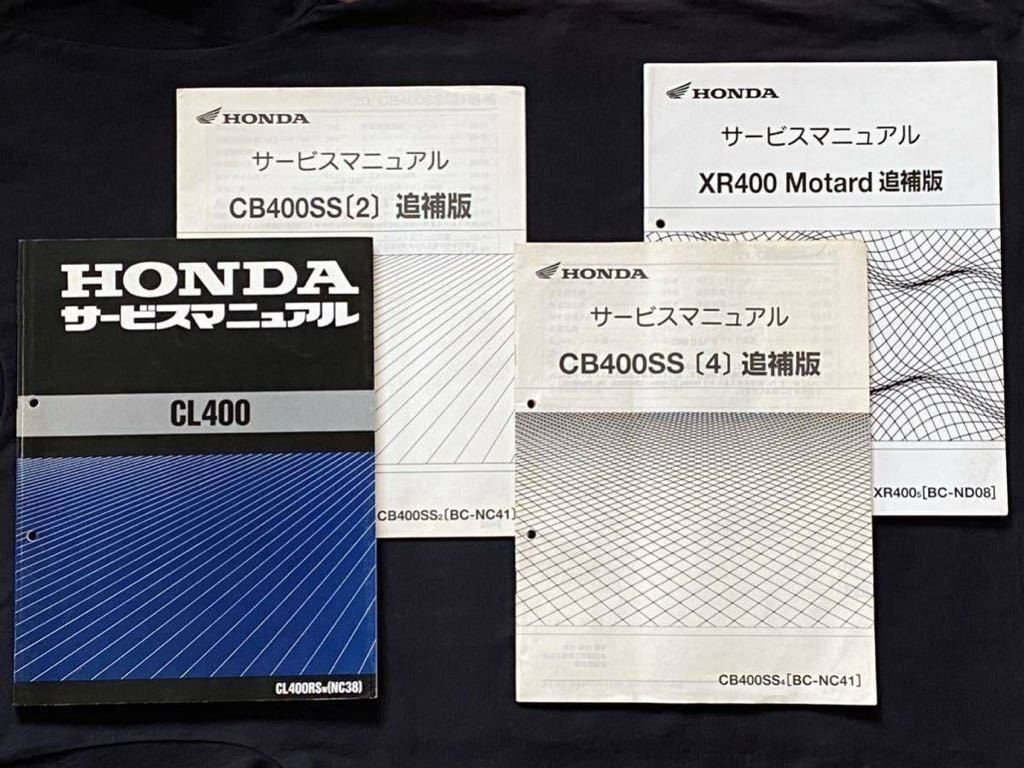 HONDA
サービスマニュアル
CB400SS〔2〕 追補版
CB400SS₂〔BC-NC41〕
HONDA
サービスマニュアル
XR400 Motard 追補版
XR400₅[BC-ND08]
HONDA
サービスマニュアル
CL400
CL400RSw(NC38)
HONDA
サービスマニュアル
CB400SS〔4〕追補版
CB400SS₄[BC-NC41]